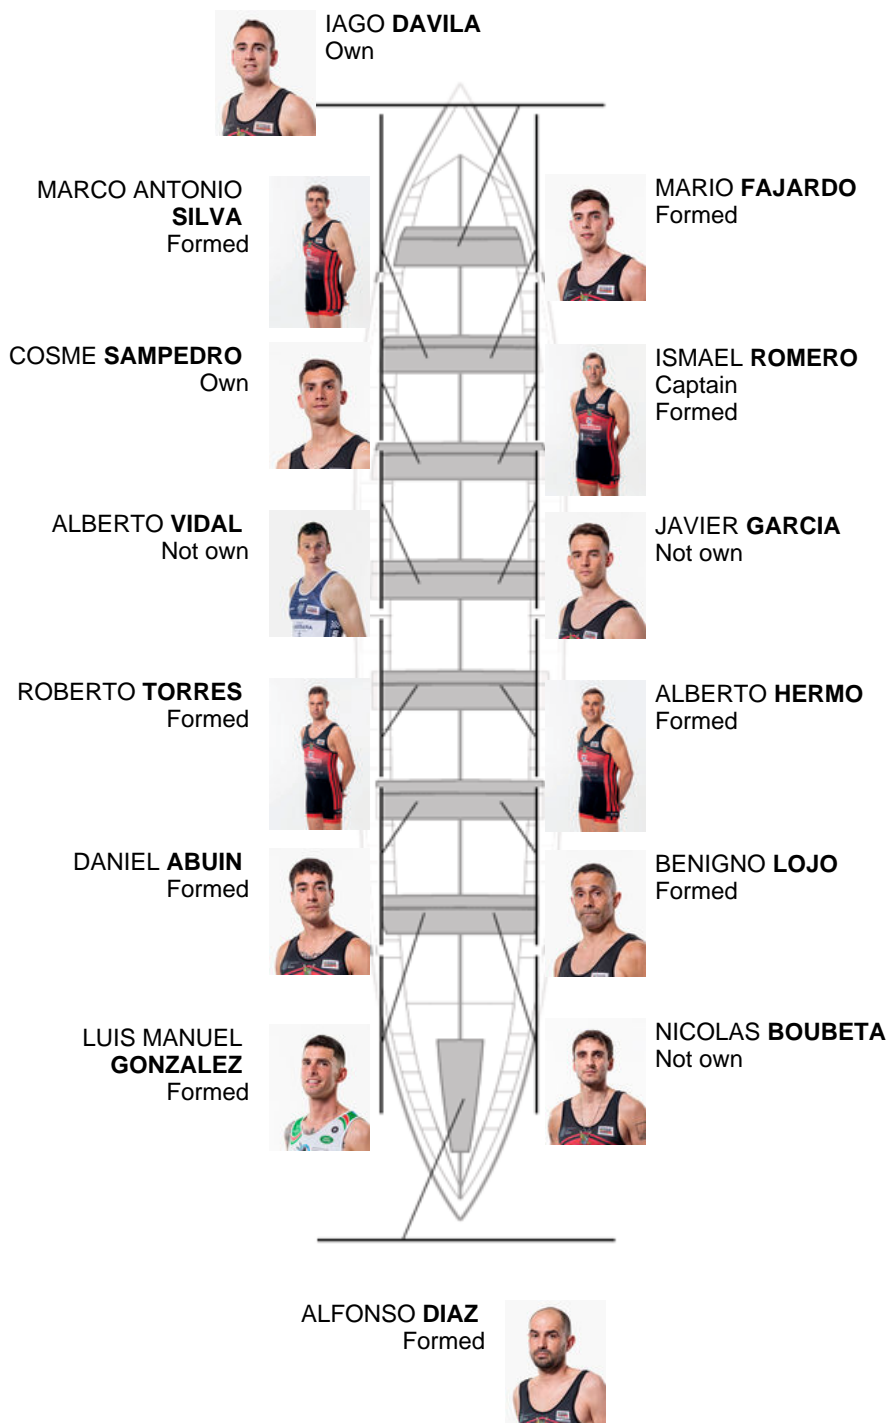 IAGO DAVILA
Own
MARCO ANTONIO
SILVA
Formed
MARIO FAJARDO
Formed
COSME SAMPEDRO
Own
ISMAEL ROMERO
Captain
Formed
ALBERTO VIDAL
Not own
JAVIER GARCIA
Not own
ROBERTO TORRES
Formed
ALBERTO HERMO
Formed
DANIEL ABUIN
Formed
BENIGNO LOJO
Formed
LUIS MANUEL
GONZALEZ
Formed
NICOLAS BOUBETA
Not own
ALFONSO DIAZ
Formed